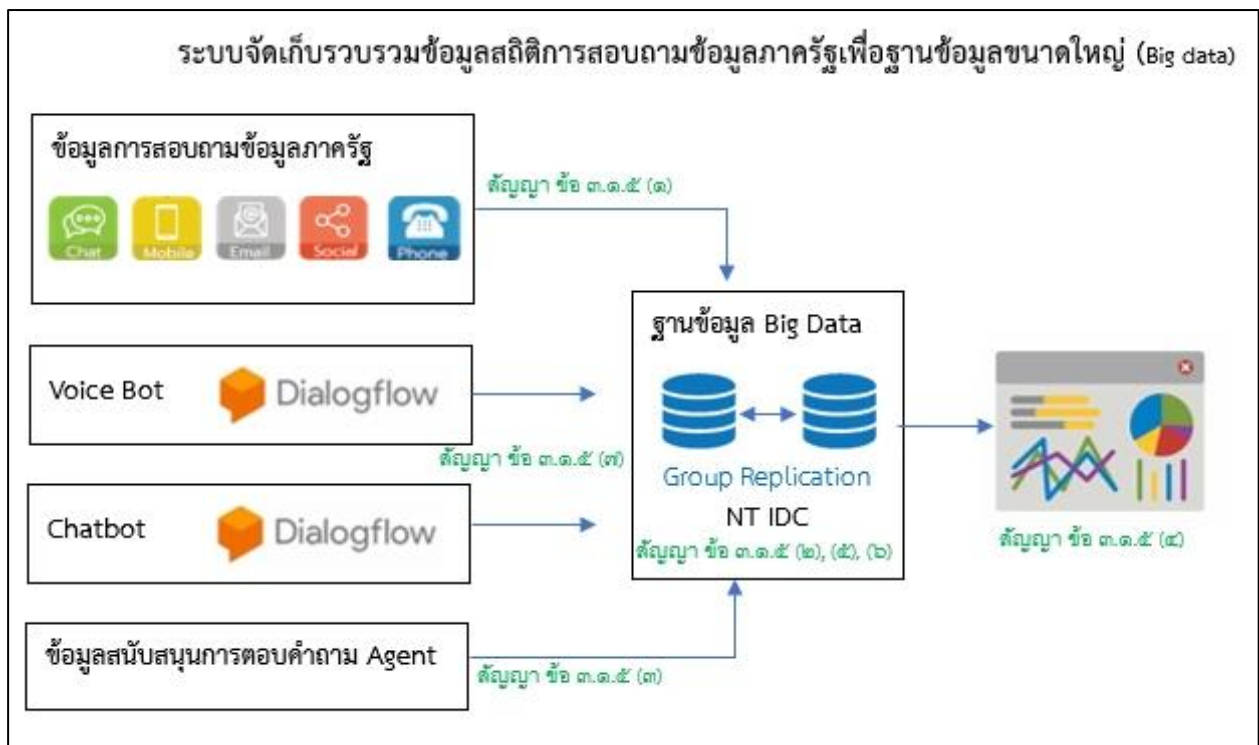 ระบบจัดเก็บรวบรวมข้อมูลสถิติการสอบถามข้อมูลภาครัฐเพื่อฐานข้อมูลขนาดใหญ่ (Big data)
ข้อมูลการสอบถามข้อมูลภาครัฐ
Chat Mobile Email Social Phone
สัญญา ข้อ ๓.๑.๕ (๑)
Voice Bot Dialogflow
สัญญา ข้อ ๓.๑.๕ (๗)
Chatbot Dialogflow
ข้อมูลสนับสนุนการตอบคำถาม Agent
สัญญา ข้อ ๓.๑.๕ (๓)
ฐานข้อมูล Big Data
Group Replication
NT IDC
สัญญา ข้อ ๓.๑.๕ (๒), (๕), (๖)
สัญญา ข้อ ๓.๑.๕ (๔)